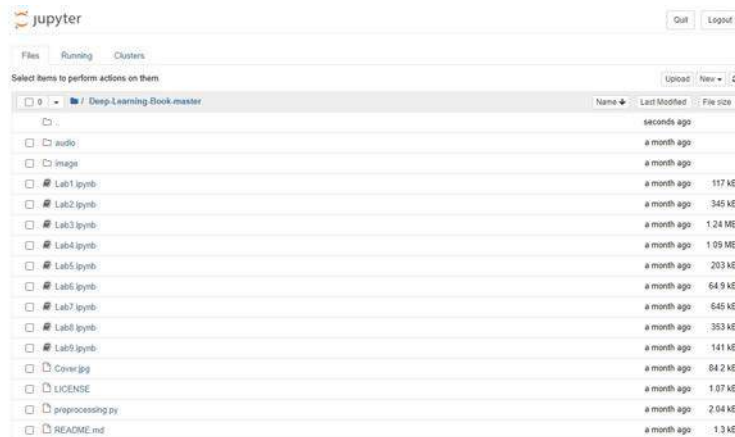 jupyter
Quit Logout
Files Running Clusters
Select items to perform actions on them.
Upload New
0 / Deep-Learning-Book-master Name Last Modified File size
.. seconds ago
audio a month ago
image a month ago
Lab1.ipynb a month ago 117 kB
Lab2.ipynb a month ago 345 kB
Lab3.ipynb a month ago 1.24 MB
Lab4.ipynb a month ago 1.09 MB
Lab5.ipynb a month ago 203 kB
Lab6.ipynb a month ago 64.9 kB
Lab7.ipynb a month ago 645 kB
Lab8.ipynb a month ago 353 kB
Lab9.ipynb a month ago 141 kB
Cover.jpg a month ago 84.2 kB
LICENSE a month ago 1.07 kB
preprocessing.py a month ago 2.04 kB
README.md a month ago 1.3 kB